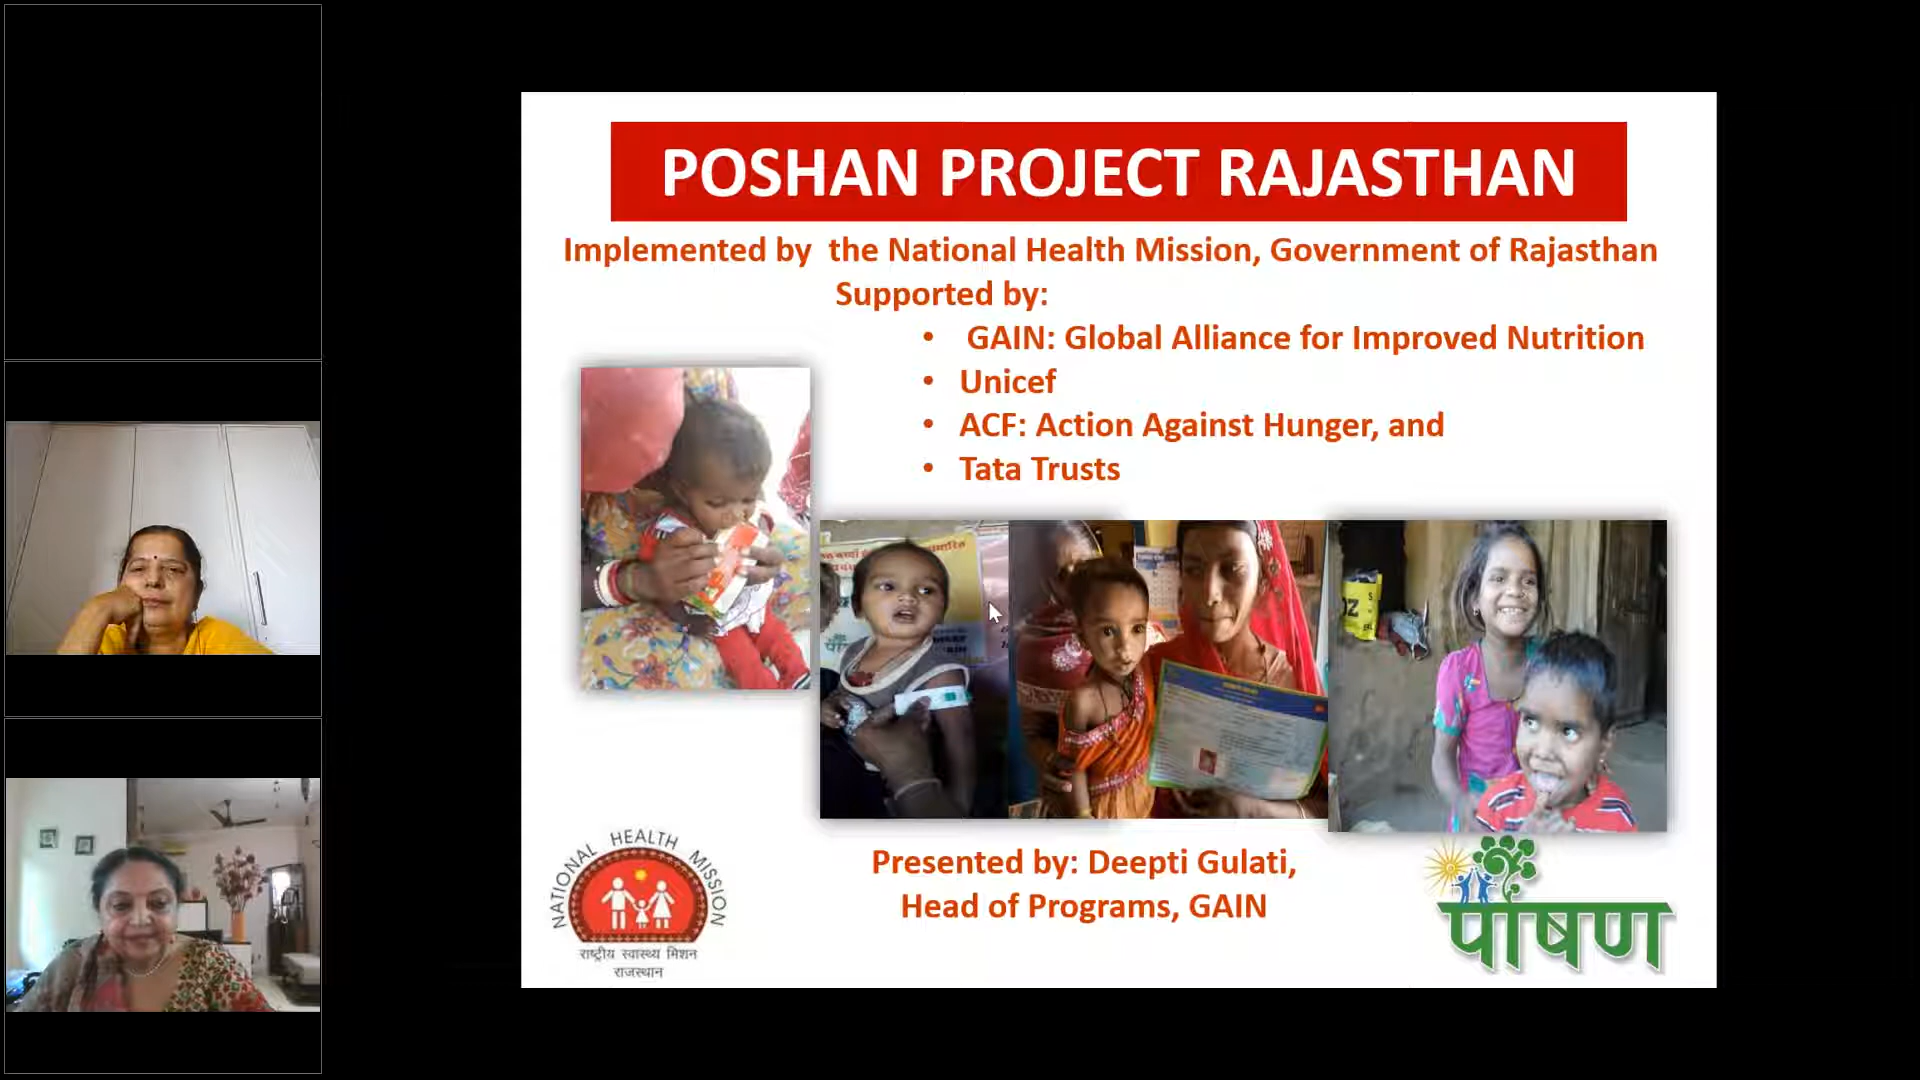 POSHAN PROJECT RAJASTHAN
Implemented by the National Health Mission, Government of Rajasthan
Supported by:
• GAIN: Global Alliance for Improved Nutrition
• Unicef
• ACF: Action Against Hunger, and
• Tata Trusts
Presented by: Deepti Gulati,
Head of Programs, GAIN
NATIONAL HEALTH MISSION
राष्ट्रीय स्वास्थ्य मिशन
राजस्थान
पोषण